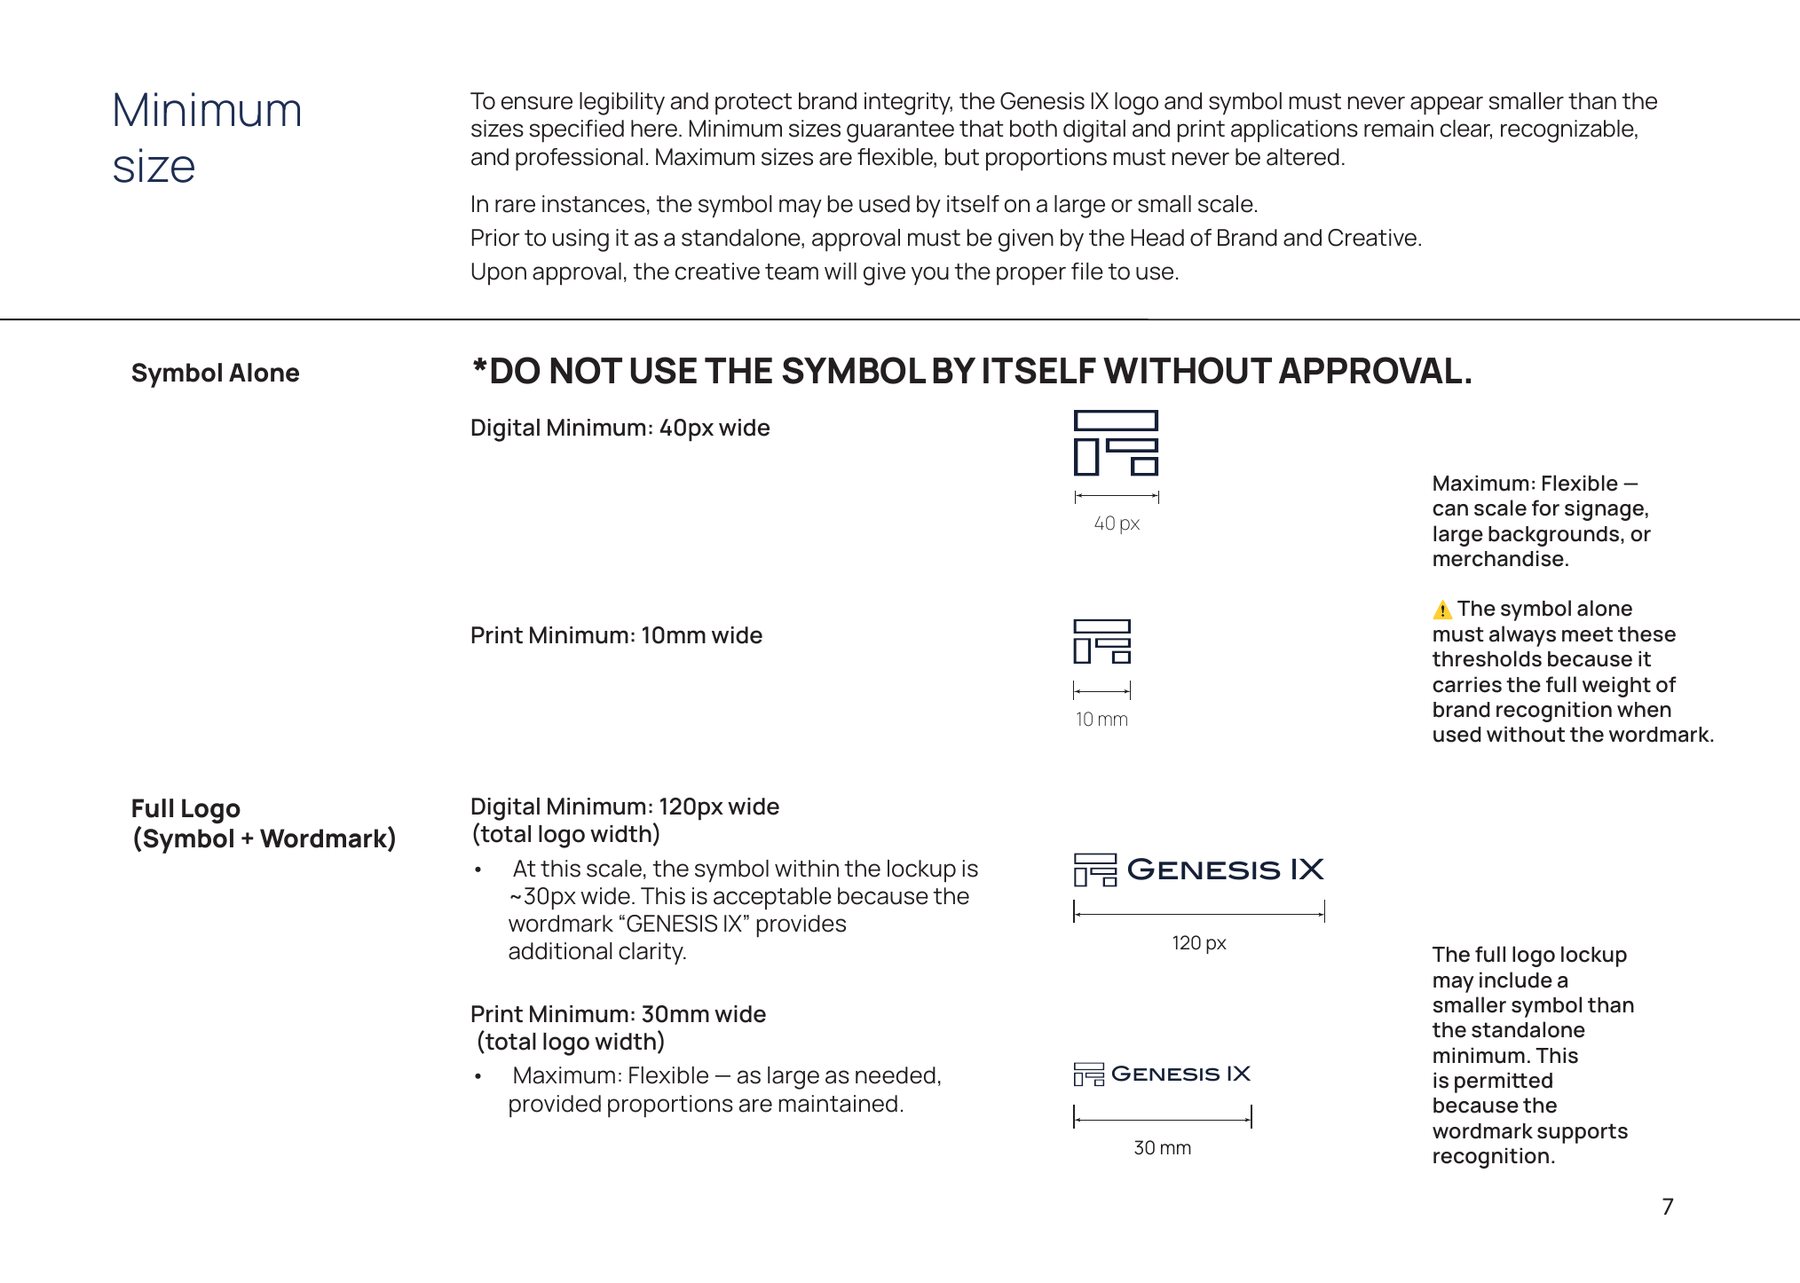 Minimum
size
To ensure legibility and protect brand integrity, the Genesis IX logo and symbol must never appear smaller than the
sizes specified here. Minimum sizes guarantee that both digital and print applications remain clear, recognizable,
and professional. Maximum sizes are flexible, but proportions must never be altered.
In rare instances, the symbol may be used by itself on a large or small scale.
Prior to using it as a standalone, approval must be given by the Head of Brand and Creative.
Upon approval, the creative team will give you the proper file to use.
Symbol Alone
*DO NOT USE THE SYMBOL BY ITSELF WITHOUT APPROVAL.
Digital Minimum: 40px wide
40 px
Print Minimum: 10mm wide
10 mm
Maximum: Flexible —
can scale for signage,
large backgrounds, or
merchandise.
⚠️ The symbol alone
must always meet these
thresholds because it
carries the full weight of
brand recognition when
used without the wordmark.
Full Logo
(Symbol + Wordmark)
Digital Minimum: 120px wide
(total logo width)
• At this scale, the symbol within the lockup is
~30px wide. This is acceptable because the
wordmark “GENESIS IX” provides
additional clarity.
GENESIS IX
120 px
Print Minimum: 30mm wide
(total logo width)
• Maximum: Flexible — as large as needed,
provided proportions are maintained.
GENESIS IX
30 mm
The full logo lockup
may include a
smaller symbol than
the standalone
minimum. This
is permitted
because the
wordmark supports
recognition.
7